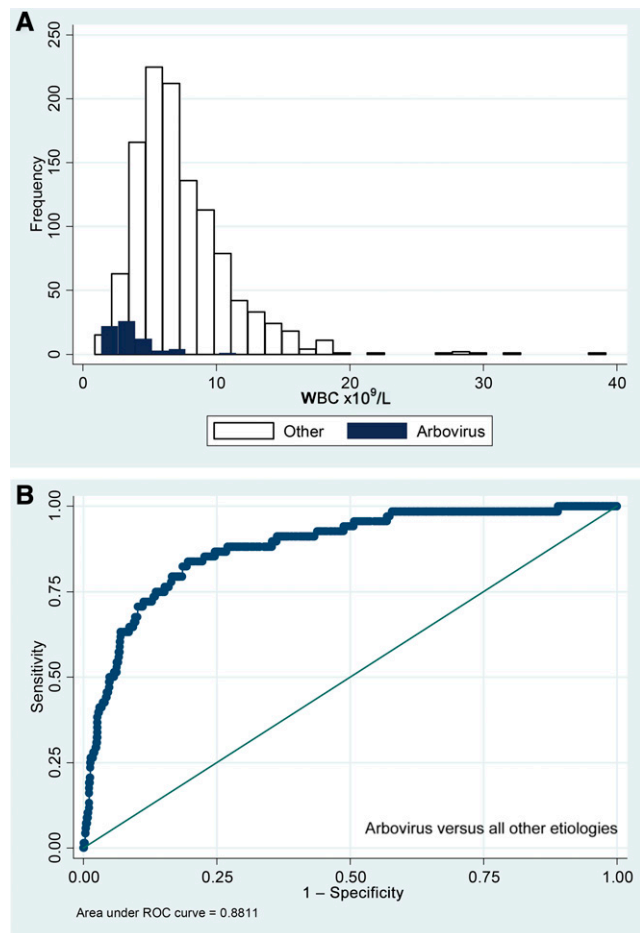 A
250
200
150
100
50
0
Frequency
0 10 20 30 40
WBC x10⁹/L
Other Arbovirus
B
1.00
0.75
0.50
0.25
0.00
Sensitivity
Arbovirus versus all other etiologies
0.00 0.25 0.50 0.75 1.00
1 – Specificity
Area under ROC curve = 0.8811